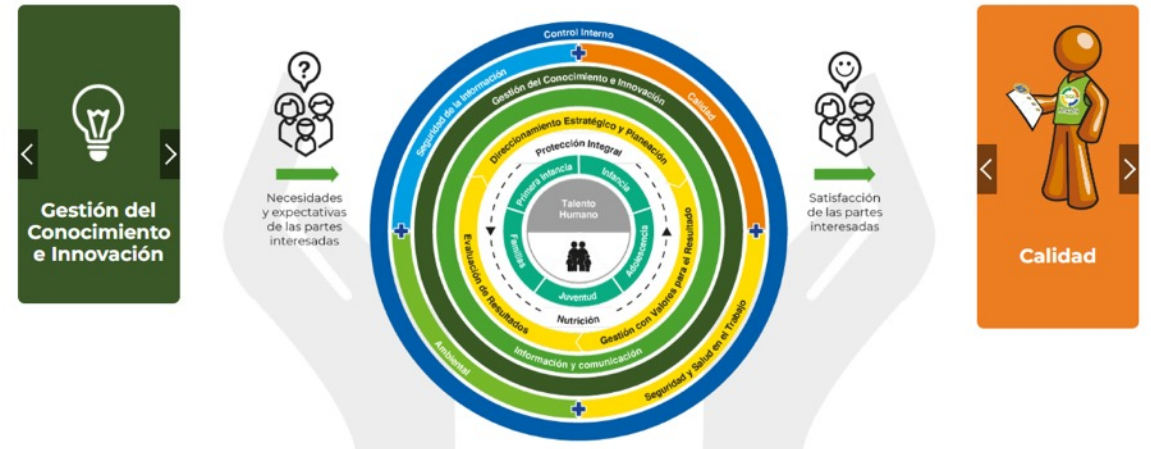 Gestión del
Conocimiento
e Innovación
?
Necesidades
y expectativas
de las partes
interesadas
Control Interno
Seguridad de la Información
Calidad
Gestión del Conocimiento e Innovación
Direccionamiento Estratégico y Planeación
Protección Integral
Primera Infancia
Infancia
Talento
Humano
Familias
Adolescencia
Juventud
Nutrición
Evaluación de Resultados
Gestión con Valores para el Resultado
Información y comunicación
Ambiental
Seguridad y Salud en el Trabajo
Satisfacción
de las partes
interesadas
Calidad